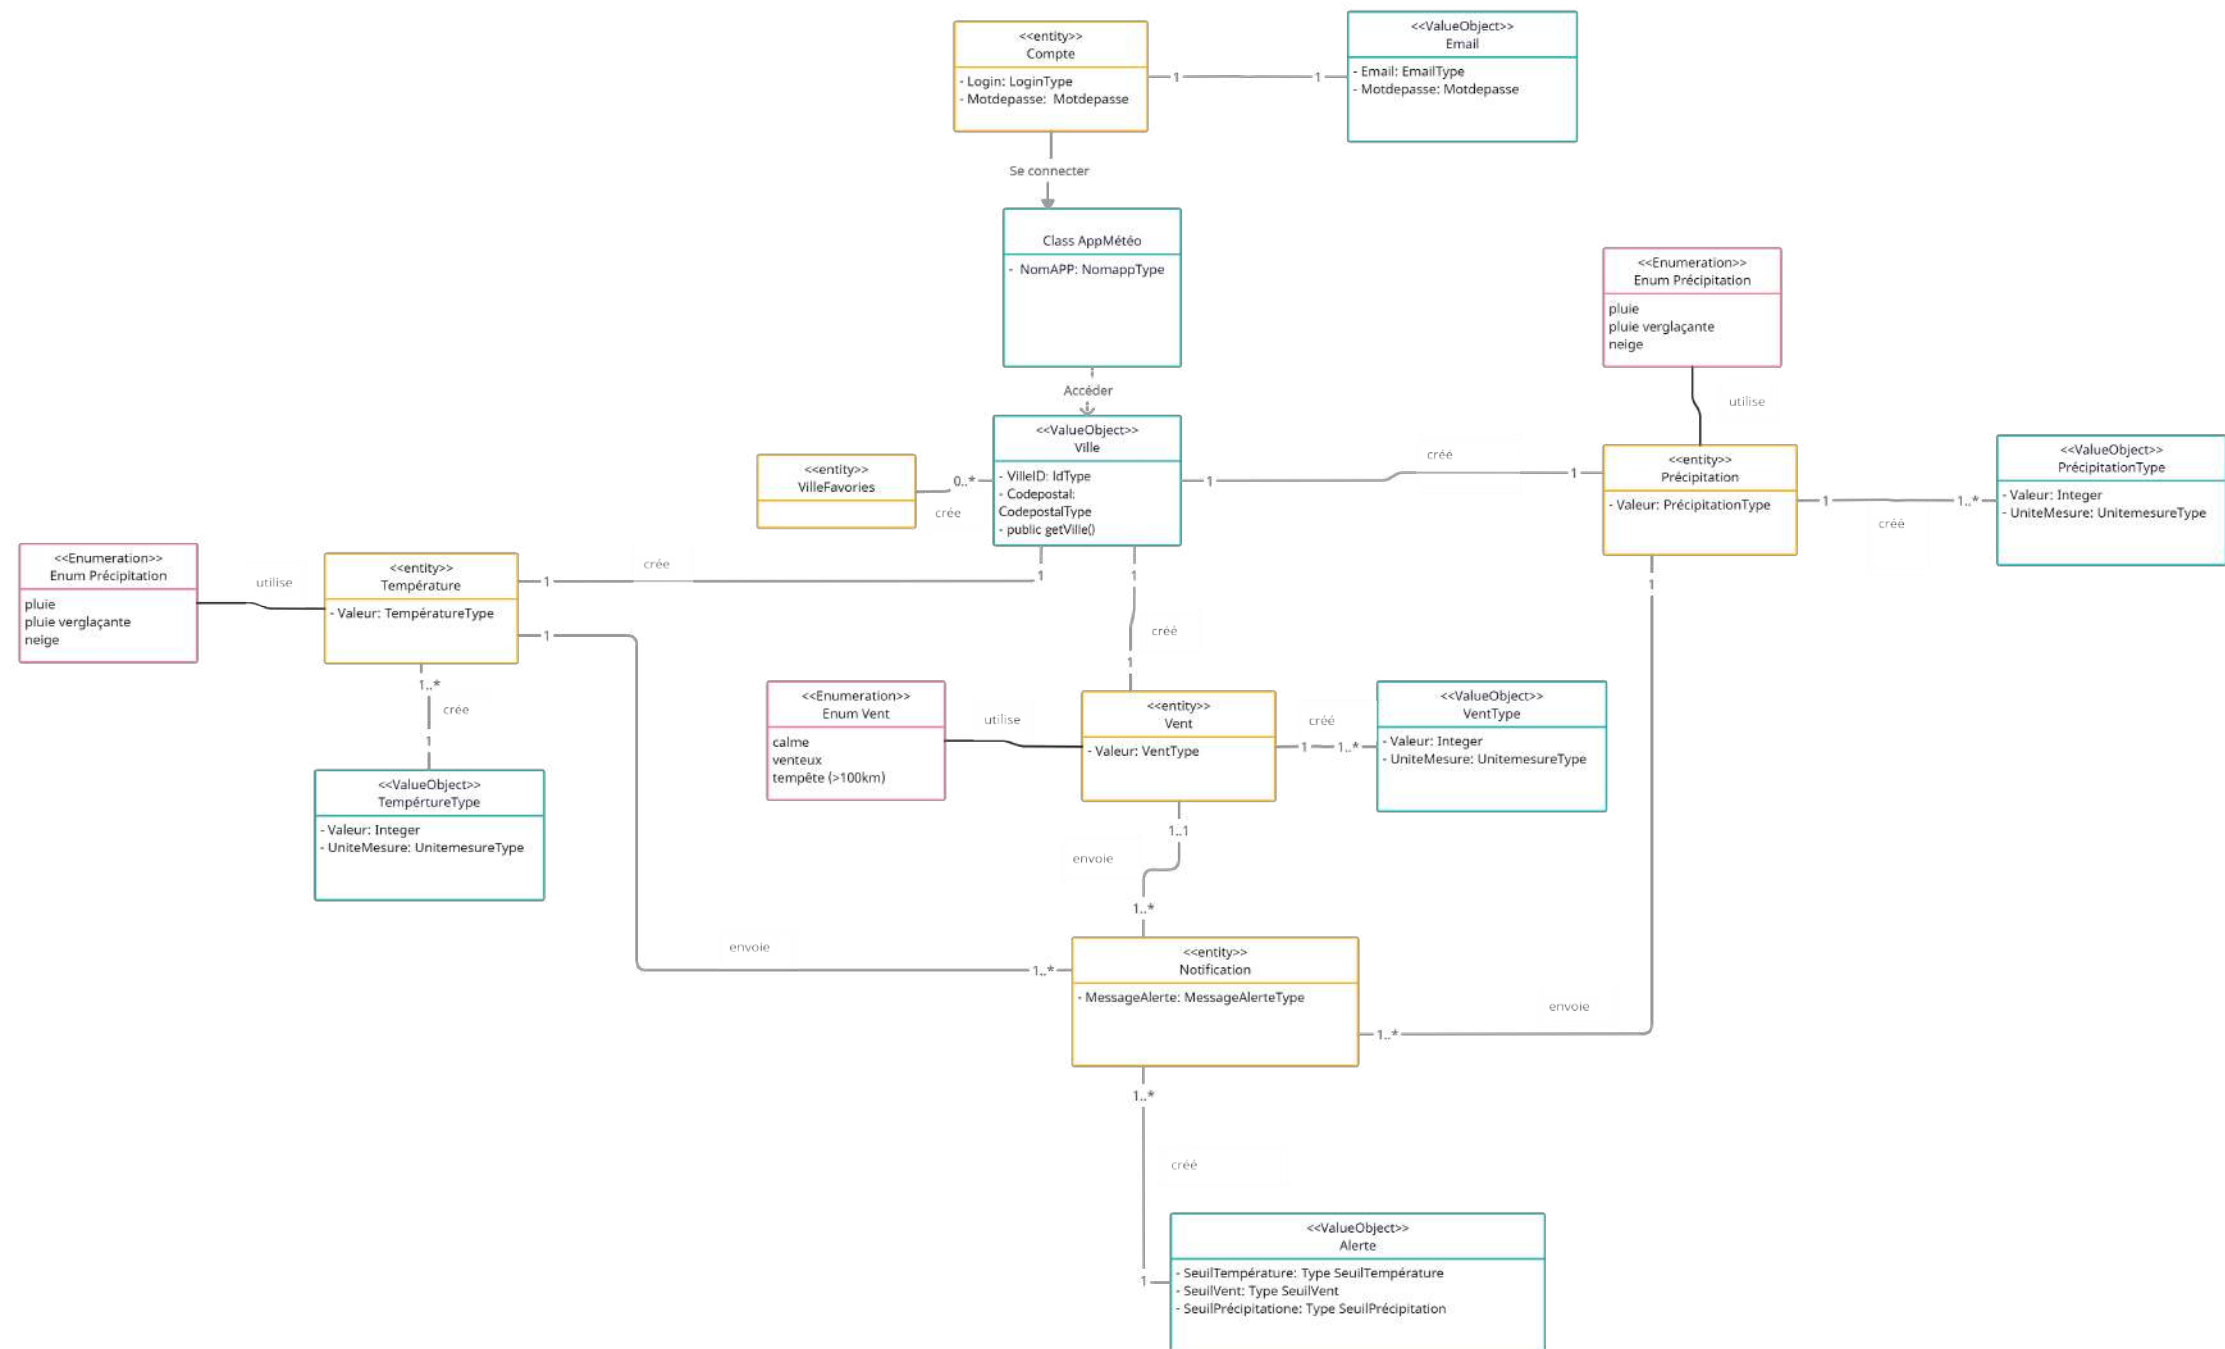 <<entity>>
Compte
- Login: LoginType
- Motdepasse:  Motdepasse
1
1
<<ValueObject>>
Email
- Email: EmailType
- Motdepasse: Motdepasse
Se connecter
Class AppMétéo
-  NomAPP: NomappType
Accéder
<<Enumeration>>
Enum Précipitation
pluie
pluie verglaçante
neige
utilise
<<ValueObject>>
Ville
- VilleID: IdType
- Codepostal:
CodepostalType
- public getVille()
<<entity>>
VilleFavories
0..*
crée
1
créé
1
<<entity>>
Précipitation
- Valeur: PrécipitationType
1
1..*
créé
<<ValueObject>>
PrécipitationType
- Valeur: Integer
- UniteMesure: UnitemesureType
<<Enumeration>>
Enum Précipitation
pluie
pluie verglaçante
neige
utilise
<<entity>>
Température
- Valeur: TempératureType
1
crée
1
1
créé
1
1
1
1..*
crée
1
<<ValueObject>>
TempértureType
- Valeur: Integer
- UniteMesure: UnitemesureType
<<Enumeration>>
Enum Vent
calme
venteux
tempête (>100km)
utilise
<<entity>>
Vent
- Valeur: VentType
créé
1
1..*
<<ValueObject>>
VentType
- Valeur: Integer
- UniteMesure: UnitemesureType
1..1
envoie
1..*
envoie
1..*
<<entity>>
Notification
- MessageAlerte: MessageAlerteType
envoie
1..*
1..*
créé
1
<<ValueObject>>
Alerte
- SeuilTempérature: Type SeuilTempérature
- SeuilVent: Type SeuilVent
- SeuilPrécipitatione: Type SeuilPrécipitation